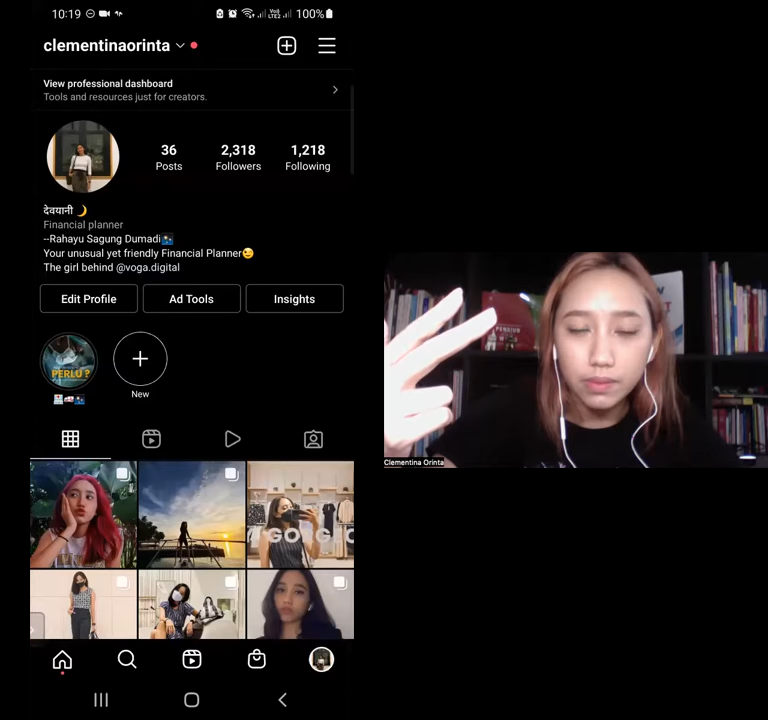 10:19
VoB
LTE2
100%
clementinaorinta
View professional dashboard
Tools and resources just for creators.
36
Posts
2,318
Followers
1,218
Following
देवयानी 🌙
Financial planner
--Rahayu Sagung Dumadi🌃
Your unusual yet friendly Financial Planner😉
The girl behind @voga.digital
Edit Profile
Ad Tools
Insights
PERLU ?
New
Clementina Orinta